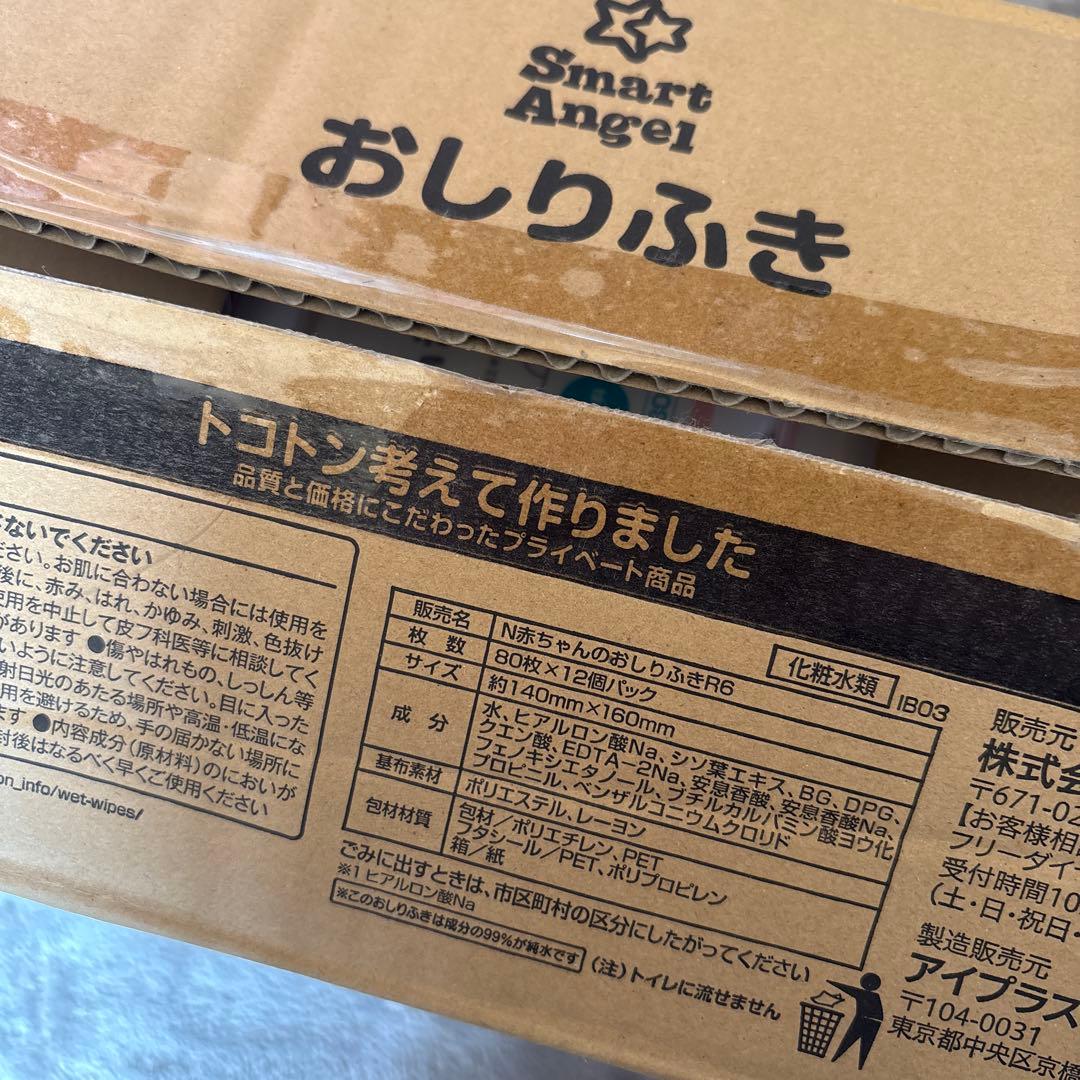 Smart
Angel
おしりふき
トコトン考えて作りました
品質と価格にこだわったプライベート商品
ないでください
ださい。お肌に合わない場合には使用を
後に、赤み、はれ、かゆみ、刺激、色抜け
使用を中止して皮フ科医等に相談してく
があります ●傷やはれもの、しっしん等
いように注意してください。目に入った
射日光のあたる場所や高温・低温にな
用を避けるため、手の届かない場所に
ます ●内容成分(原材料)のにおいが
封後はなるべく早くご使用ください
on_info/wet-wipes/
化粧水類
IB03
販売名 N赤ちゃんのおしりふきR6
枚数 80枚×12個パック
サイズ 約140mm×160mm
成分 水、ヒアルロン酸Na、シソ葉エキス、BG、DPG、
クエン酸、EDTA-2Na、安息香酸、安息香酸Na、
フェノキシエタノール、ブチルカルバミン酸ヨウ化
プロピニル、ベンザルコニウムクロリド
基布素材 ポリエステル、レーヨン
包材材質 包材/ポリエチレン、PET
フタシール/PET、ポリプロピレン
箱/紙
ごみに出すときは、市区町村の区分にしたがってください
※1 ヒアルロン酸Na
※このおしりふきは成分の99%が純水です
(注)トイレに流せません
販売元
株式会
〒671-02
【お客様相
フリーダイ
受付時間10
(土・日・祝日・
製造販売元
アイプラス
〒104-0031
東京都中央区京橋